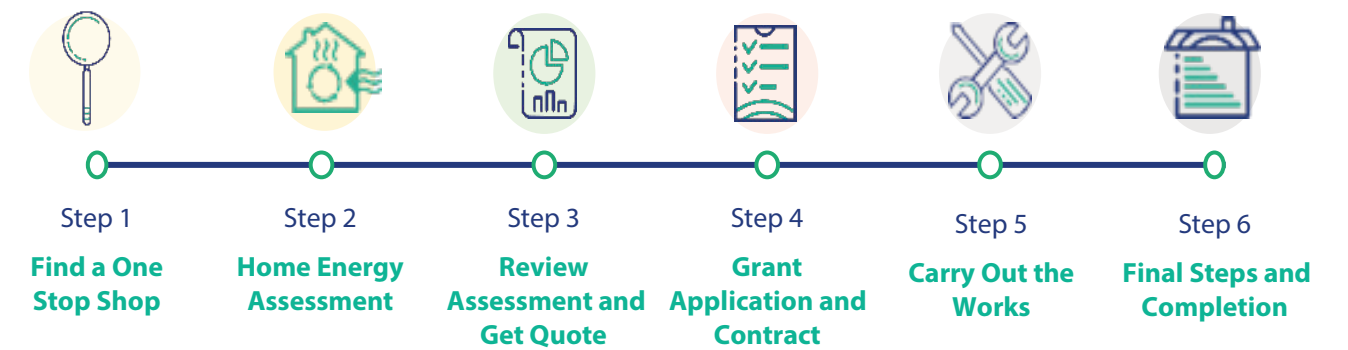 Step 1
Find a One
Stop Shop
Step 2
Home Energy
Assessment
Step 3
Review
Assessment and
Get Quote
Step 4
Grant
Application and
Contract
Step 5
Carry Out the
Works
Step 6
Final Steps and
Completion